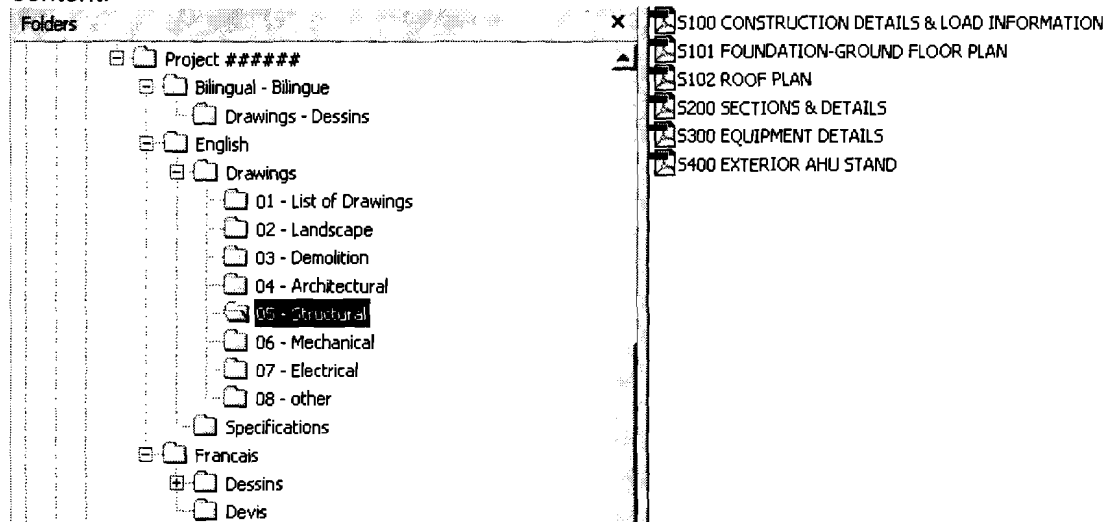 Content:
Folders
Project ######
Bilingual - Bilingue
Drawings - Dessins
English
Drawings
01 - List of Drawings
02 - Landscape
03 - Demolition
04 - Architectural
05 - Structural
06 - Mechanical
07 - Electrical
08 - other
Specifications
Francais
Dessins
Devis
S100 CONSTRUCTION DETAILS & LOAD INFORMATION
S101 FOUNDATION-GROUND FLOOR PLAN
S102 ROOF PLAN
S200 SECTIONS & DETAILS
S300 EQUIPMENT DETAILS
S400 EXTERIOR AHU STAND